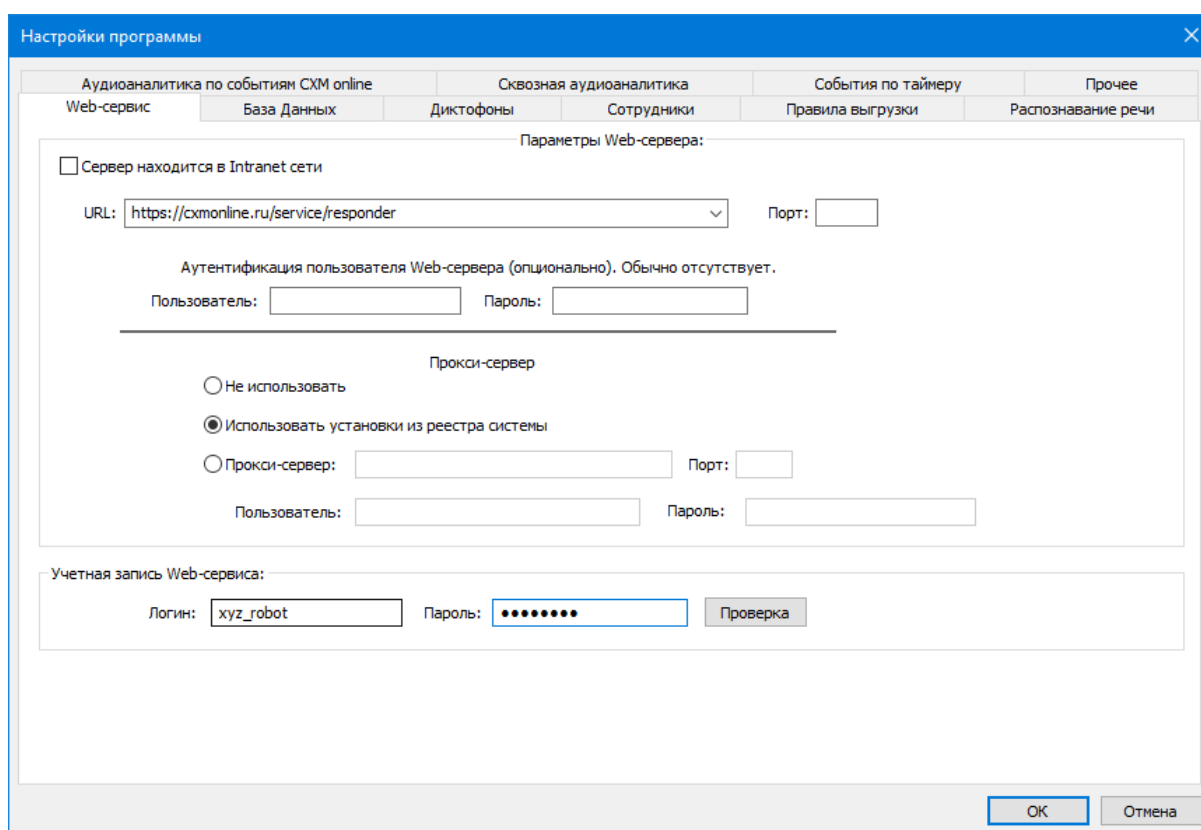 Настройки программы
Аудиоаналитика по событиям CXM online Сквозная аудиоаналитика События по таймеру Прочее
Web-сервис База Данных Диктофоны Сотрудники Правила выгрузки Распознавание речи
Параметры Web-сервера:
Сервер находится в Intranet сети
URL: https://cxmonline.ru/service/responder Порт:
Аутентификация пользователя Web-сервера (опционально). Обычно отсутствует.
Пользователь: Пароль:
Прокси-сервер
Не использовать
Использовать установки из реестра системы
Прокси-сервер: Порт:
Пользователь: Пароль:
Учетная запись Web-сервиса:
Логин: xyz_robot Пароль: ●●●●●●●● Проверка
OK Отмена